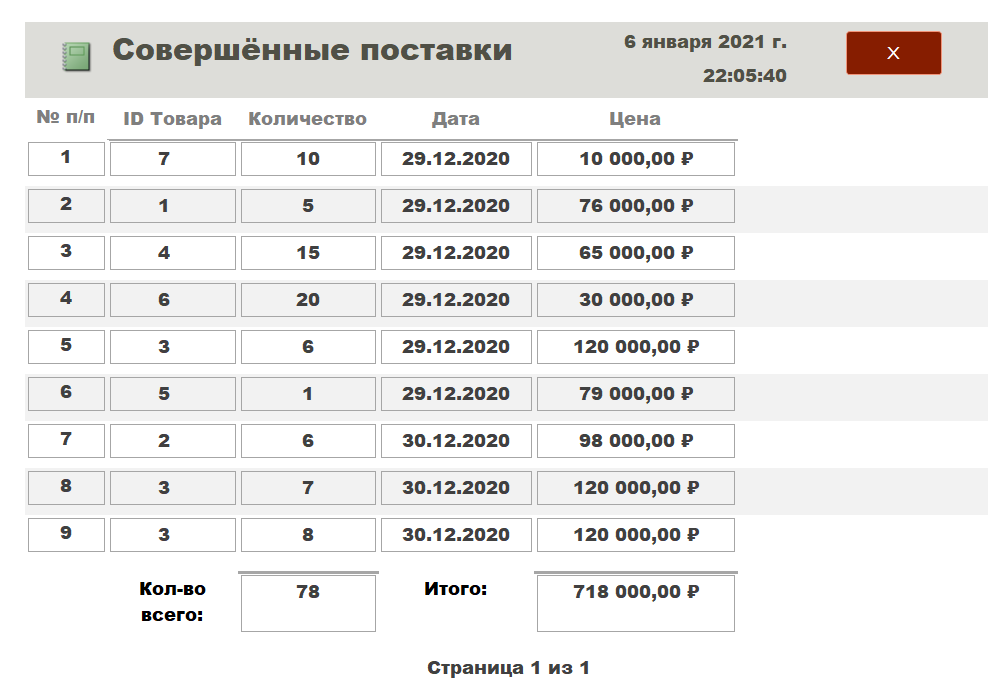 Совершённые поставки
6 января 2021 г.
22:05:40
X
№ п/п ID Товара Количество Дата Цена
1 7 10 29.12.2020 10 000,00 ₽
2 1 5 29.12.2020 76 000,00 ₽
3 4 15 29.12.2020 65 000,00 ₽
4 6 20 29.12.2020 30 000,00 ₽
5 3 6 29.12.2020 120 000,00 ₽
6 5 1 29.12.2020 79 000,00 ₽
7 2 6 30.12.2020 98 000,00 ₽
8 3 7 30.12.2020 120 000,00 ₽
9 3 8 30.12.2020 120 000,00 ₽
Кол-во 78 Итого: 718 000,00 ₽
всего:
Страница 1 из 1